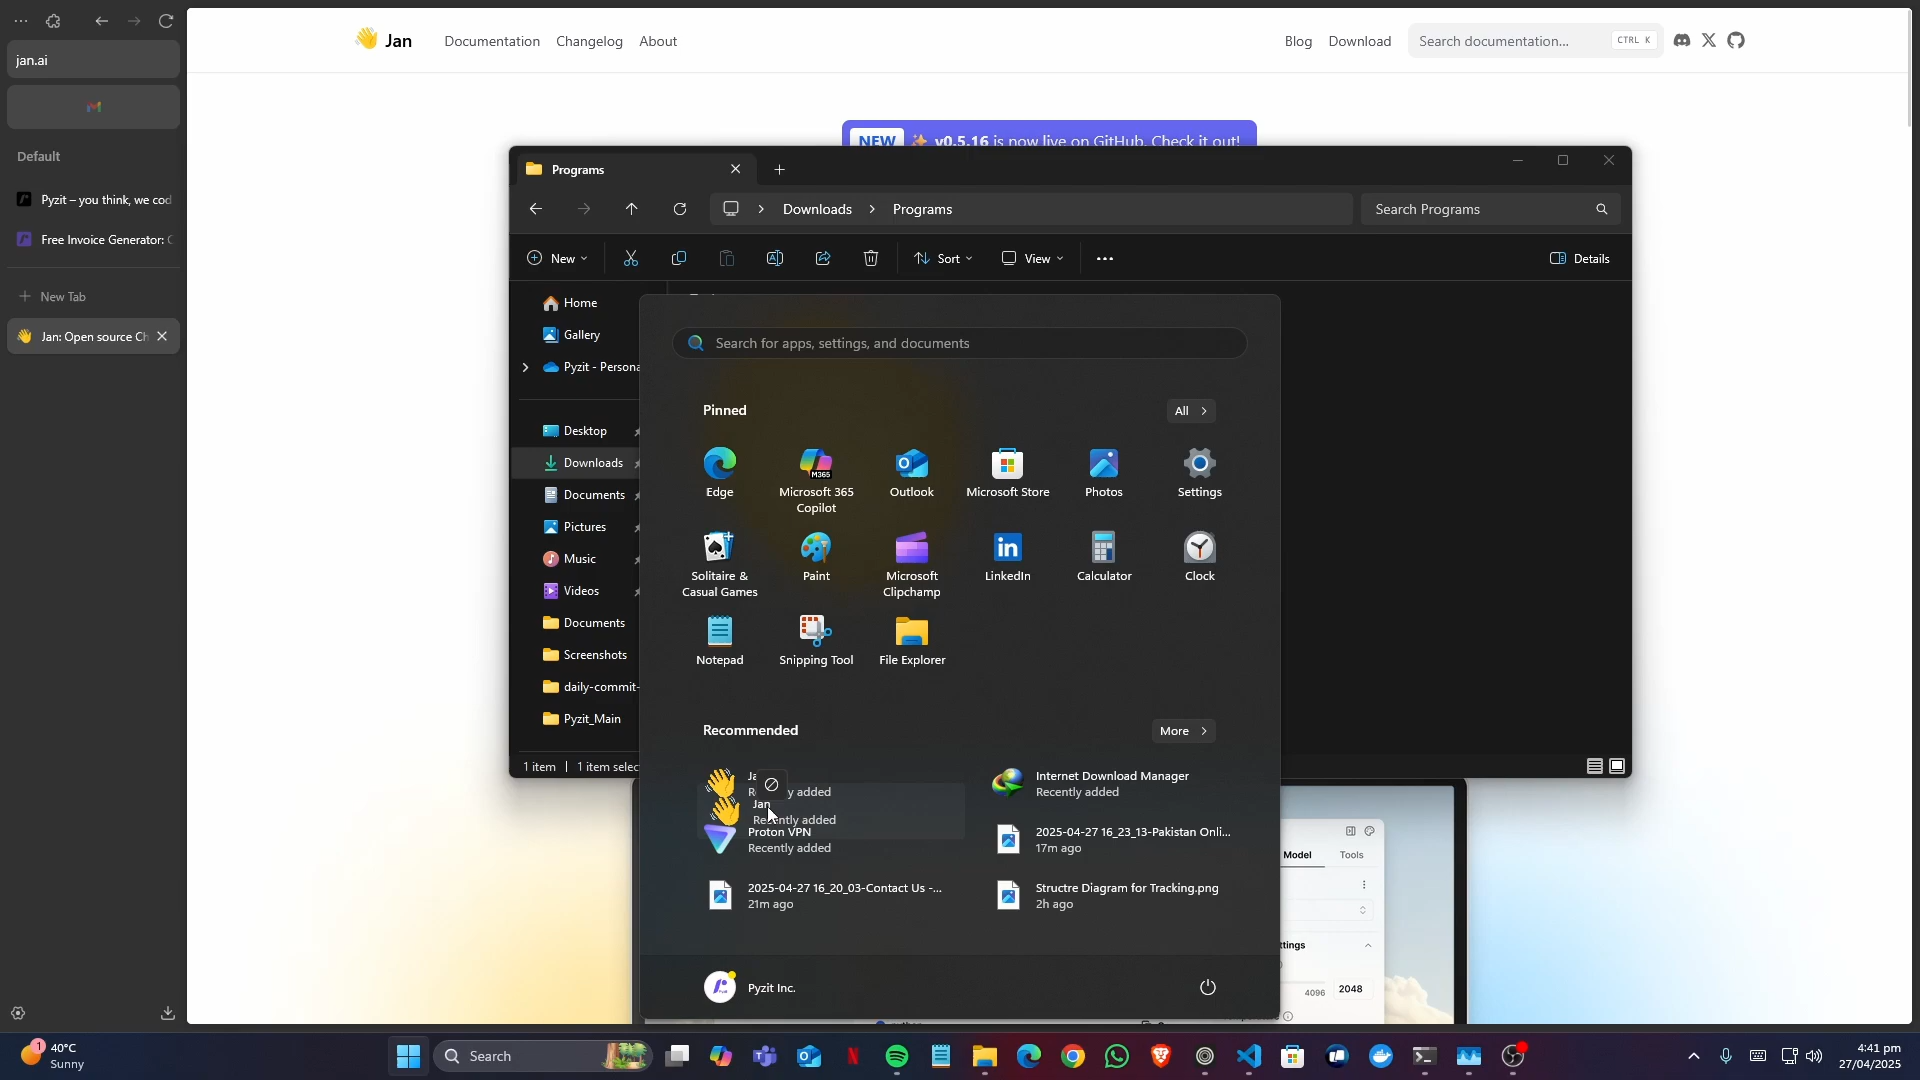 Jan
Documentation
Changelog
About
Blog
Download
Search documentation...
CTRL K
jan.ai
Default
Pyzit – you think, we cod
Free Invoice Generator:
New Tab
Jan: Open source Ch
NEW ✨ v0.5.16 is now live on GitHub. Check it out!
Programs
Downloads > Programs
Search Programs
New
Sort
View
Details
Home
Gallery
Pyzit - Persona
Desktop
Downloads
Documents
Pictures
Music
Videos
Documents
Screenshots
daily-commit-
Pyzit_Main
1 item
1 item selec
Search for apps, settings, and documents
Pinned
All
Edge
Microsoft 365
Copilot
M365
Outlook
Microsoft Store
Photos
Settings
Solitaire &
Casual Games
Paint
Microsoft
Clipchamp
LinkedIn
Calculator
Clock
Notepad
Snipping Tool
File Explorer
Recommended
More
Jan
Recently added
Internet Download Manager
Recently added
Proton VPN
Recently added
2025-04-27 16_23_13-Pakistan Onli...
17m ago
2025-04-27 16_20_03-Contact Us -...
21m ago
Structre Diagram for Tracking.png
2h ago
Pyzit Inc.
Model
Tools
ttings
4096
2048
1
40°C
Sunny
Search
4:41 pm
27/04/2025